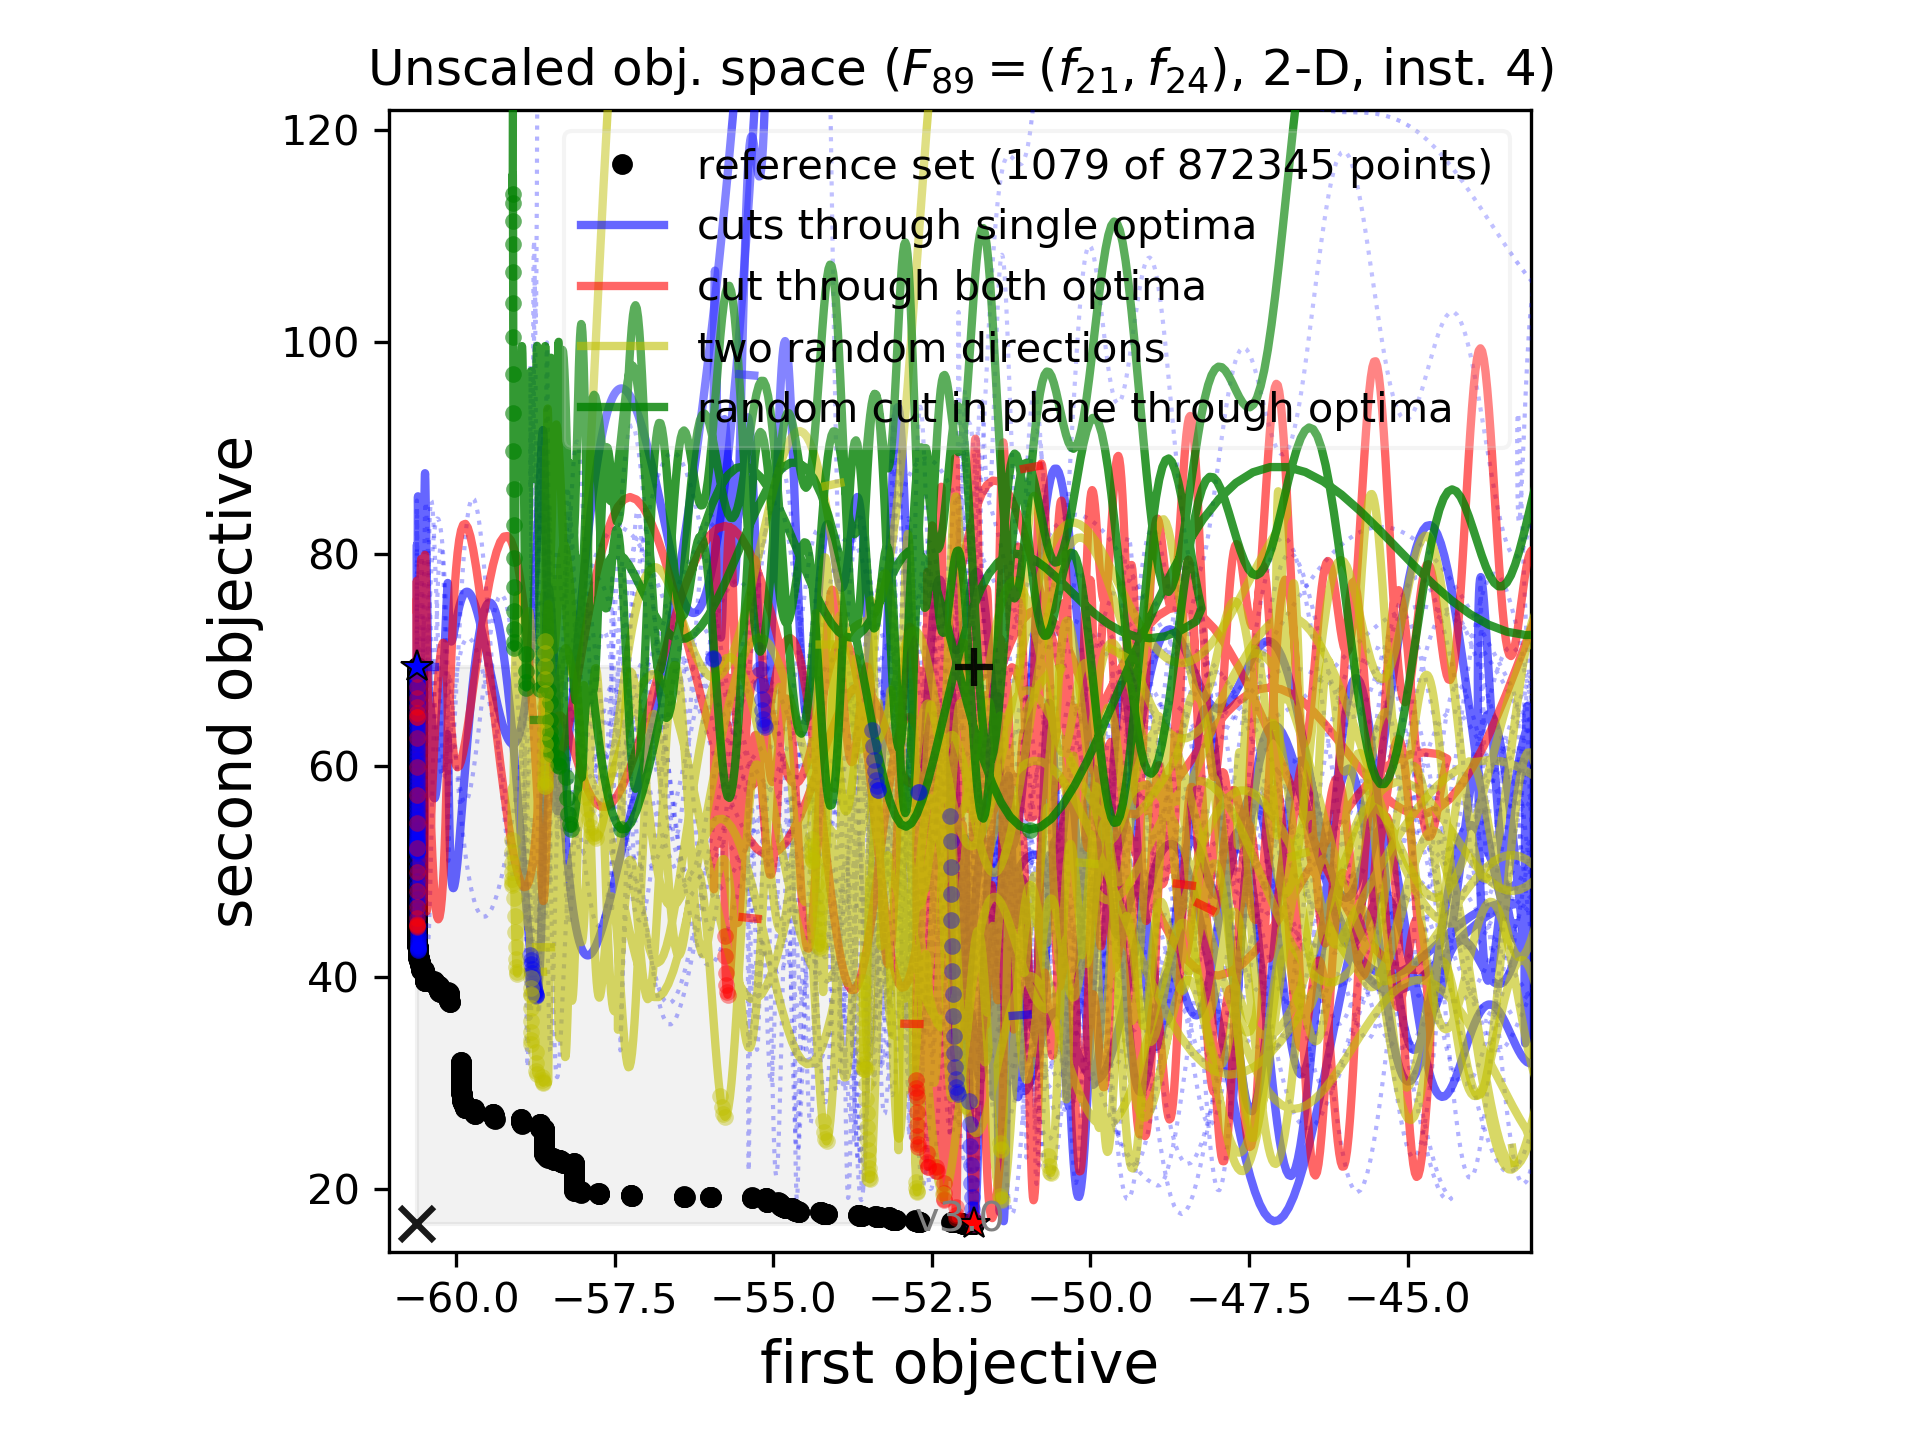 Unscaled obj. space (F₈₉ = (f₂₁, f₂₄), 2-D, inst. 4)
120
100
80
60
40
20
second objective
reference set (1079 of 872345 points)
cuts through single optima
cut through both optima
two random directions
random cut in plane through optima
v3.0
−60.0 −57.5 −55.0 −52.5 −50.0 −47.5 −45.0
first objective